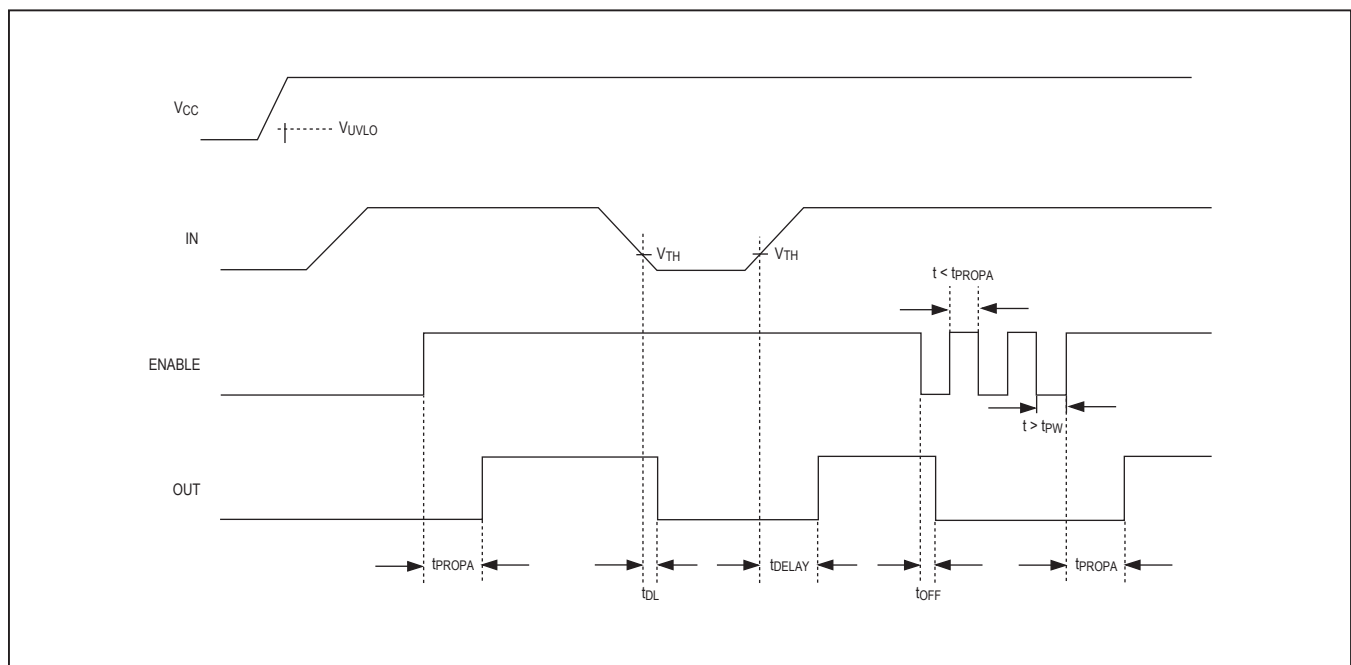 VCC
VUVLO
IN
VTH
VTH
t < tPROPA
ENABLE
t > tPW
OUT
tPROPA
tDL
tDELAY
tOFF
tPROPA